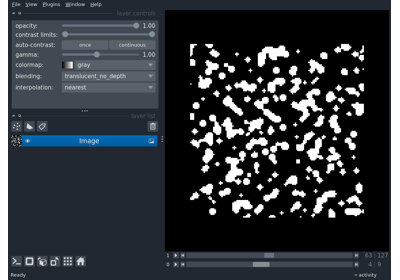 File View Plugins Window Help
layer controls
opacity: 1.00
contrast limits:
auto-contrast: once continuous
gamma: 1.00
colormap: gray
blending: translucent_no_depth
interpolation: nearest
layer list
Image
1 63 127
0 4 9
Ready activity